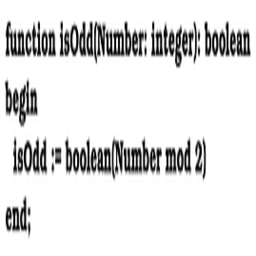 function isOdd(Number: integer): boolean
begin
isOdd := boolean(Number mod 2)
end;